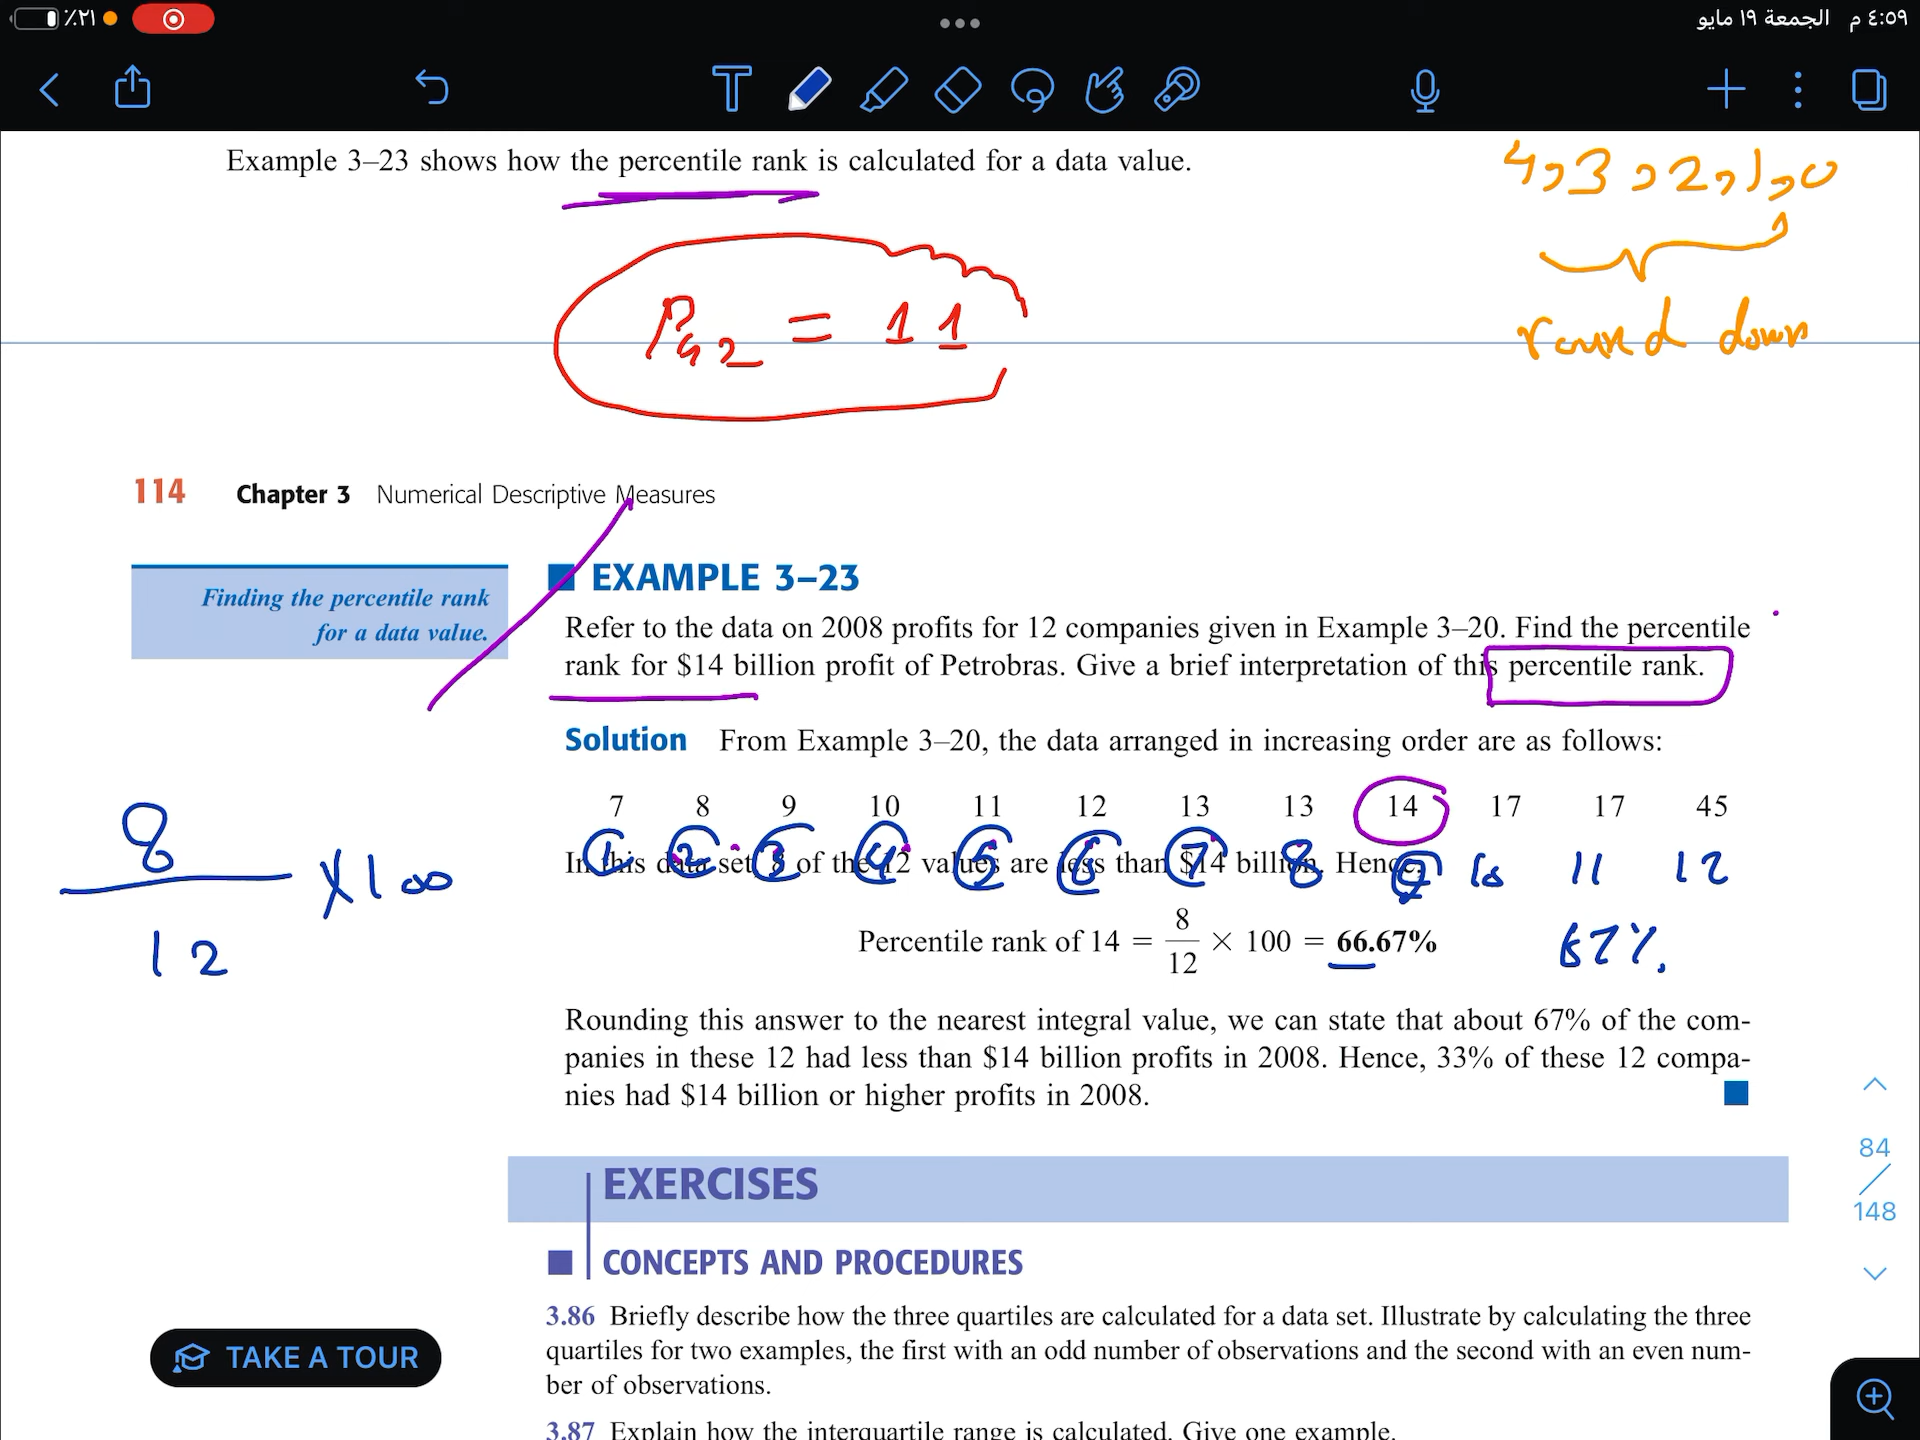 ٪٢١
٤:٥٩ م الجمعة ١٩ مايو
Example 3–23 shows how the percentile rank is calculated for a data value.
4,3,2,1,0
round down
P42 = 11
114 Chapter 3 Numerical Descriptive Measures
Finding the percentile rank
for a data value.
EXAMPLE 3–23
Refer to the data on 2008 profits for 12 companies given in Example 3–20. Find the percentile
rank for $14 billion profit of Petrobras. Give a brief interpretation of this percentile rank.
Solution From Example 3–20, the data arranged in increasing order are as follows:
7 8 9 10 11 12 13 13 14 17 17 45
1 2 3 4 5 6 7 8 9 10 11 12
In this data set, 8 of the 12 values are less than $14 billion. Hence,
8
12
×100
Percentile rank of 14 = 8/12 × 100 = 66.67%
67%
Rounding this answer to the nearest integral value, we can state that about 67% of the com-
panies in these 12 had less than $14 billion profits in 2008. Hence, 33% of these 12 compa-
nies had $14 billion or higher profits in 2008.
EXERCISES
CONCEPTS AND PROCEDURES
3.86 Briefly describe how the three quartiles are calculated for a data set. Illustrate by calculating the three
quartiles for two examples, the first with an odd number of observations and the second with an even num-
ber of observations.
3.87 Explain how the interquartile range is calculated. Give one example.
84
148
TAKE A TOUR